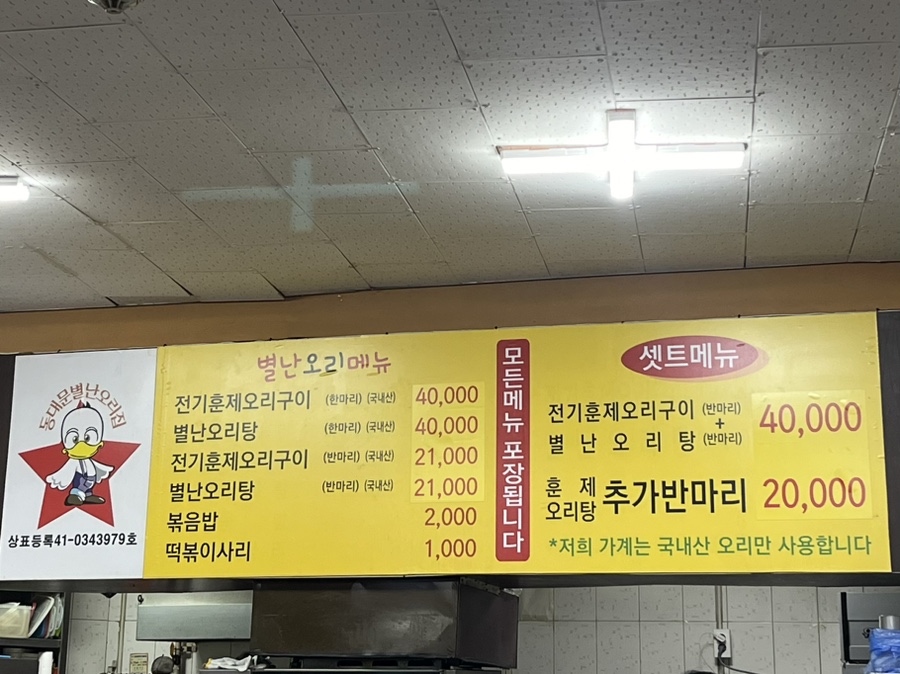 동대문별난오리집
상표등록41-0343979호
별난오리메뉴
전기훈제오리구이 (한마리) (국내산) 40,000
별난오리탕 (한마리) (국내산) 40,000
전기훈제오리구이 (반마리) (국내산) 21,000
별난오리탕 (반마리) (국내산) 21,000
볶음밥 2,000
떡볶이사리 1,000
모든메뉴 포장됩니다
셋트메뉴
전기훈제오리구이 (반마리)
+
별난오리탕 (반마리)
40,000
훈제
오리탕
추가반마리 20,000
*저희 가계는 국내산 오리만 사용합니다